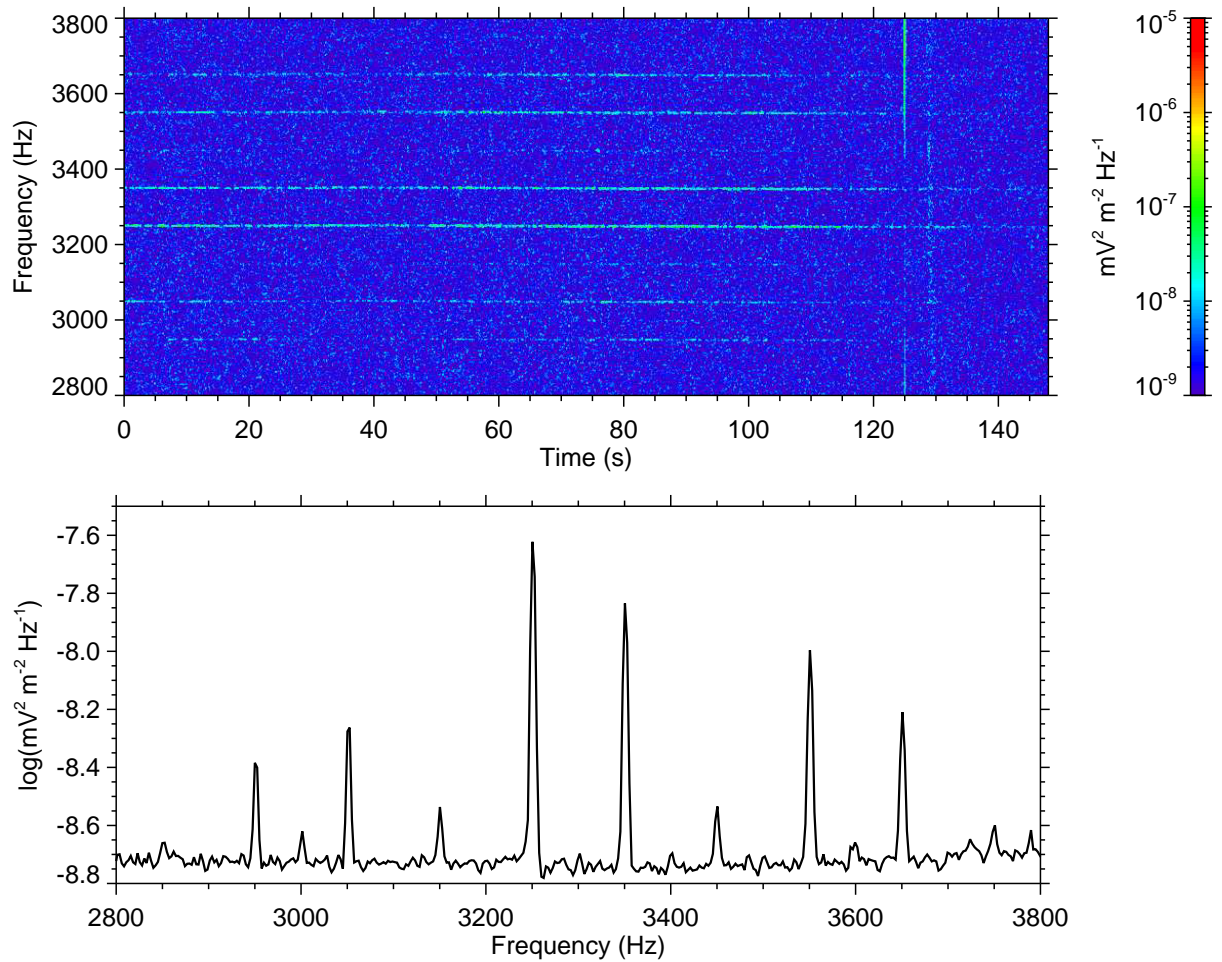 3800
3600
3400
3200
3000
2800
Frequency (Hz)
0 20 40 60 80 100 120 140
Time (s)
10⁻⁵
10⁻⁶
10⁻⁷
10⁻⁸
10⁻⁹
mV² m⁻² Hz⁻¹
-7.6
-7.8
-8.0
-8.2
-8.4
-8.6
-8.8
log(mV² m⁻² Hz⁻¹)
2800 3000 3200 3400 3600 3800
Frequency (Hz)